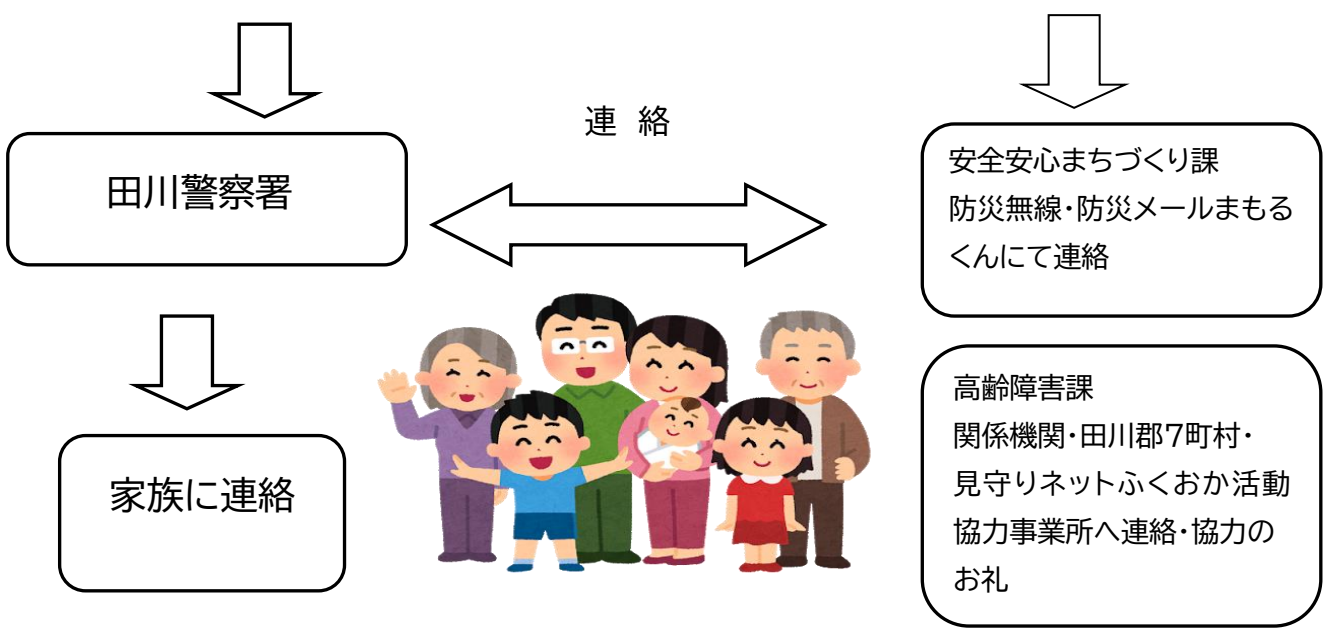 連 絡
田川警察署
家族に連絡
安全安心まちづくり課
防災無線・防災メールまもる
くんにて連絡
高齢障害課
関係機関・田川郡7町村・
見守りネットふくおか活動
協力事業所へ連絡・協力の
お礼